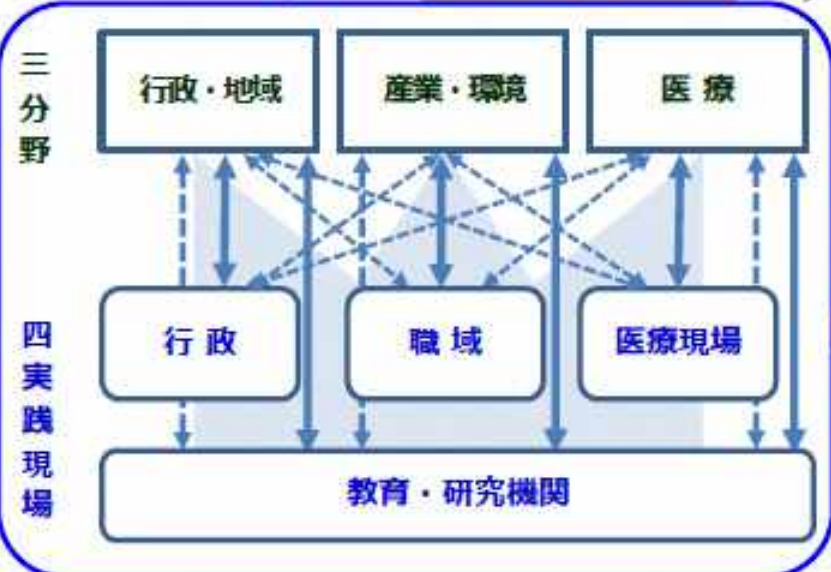 三分野
行政・地域
産業・環境
医療
四実践現場
行政
職域
医療現場
教育・研究機関